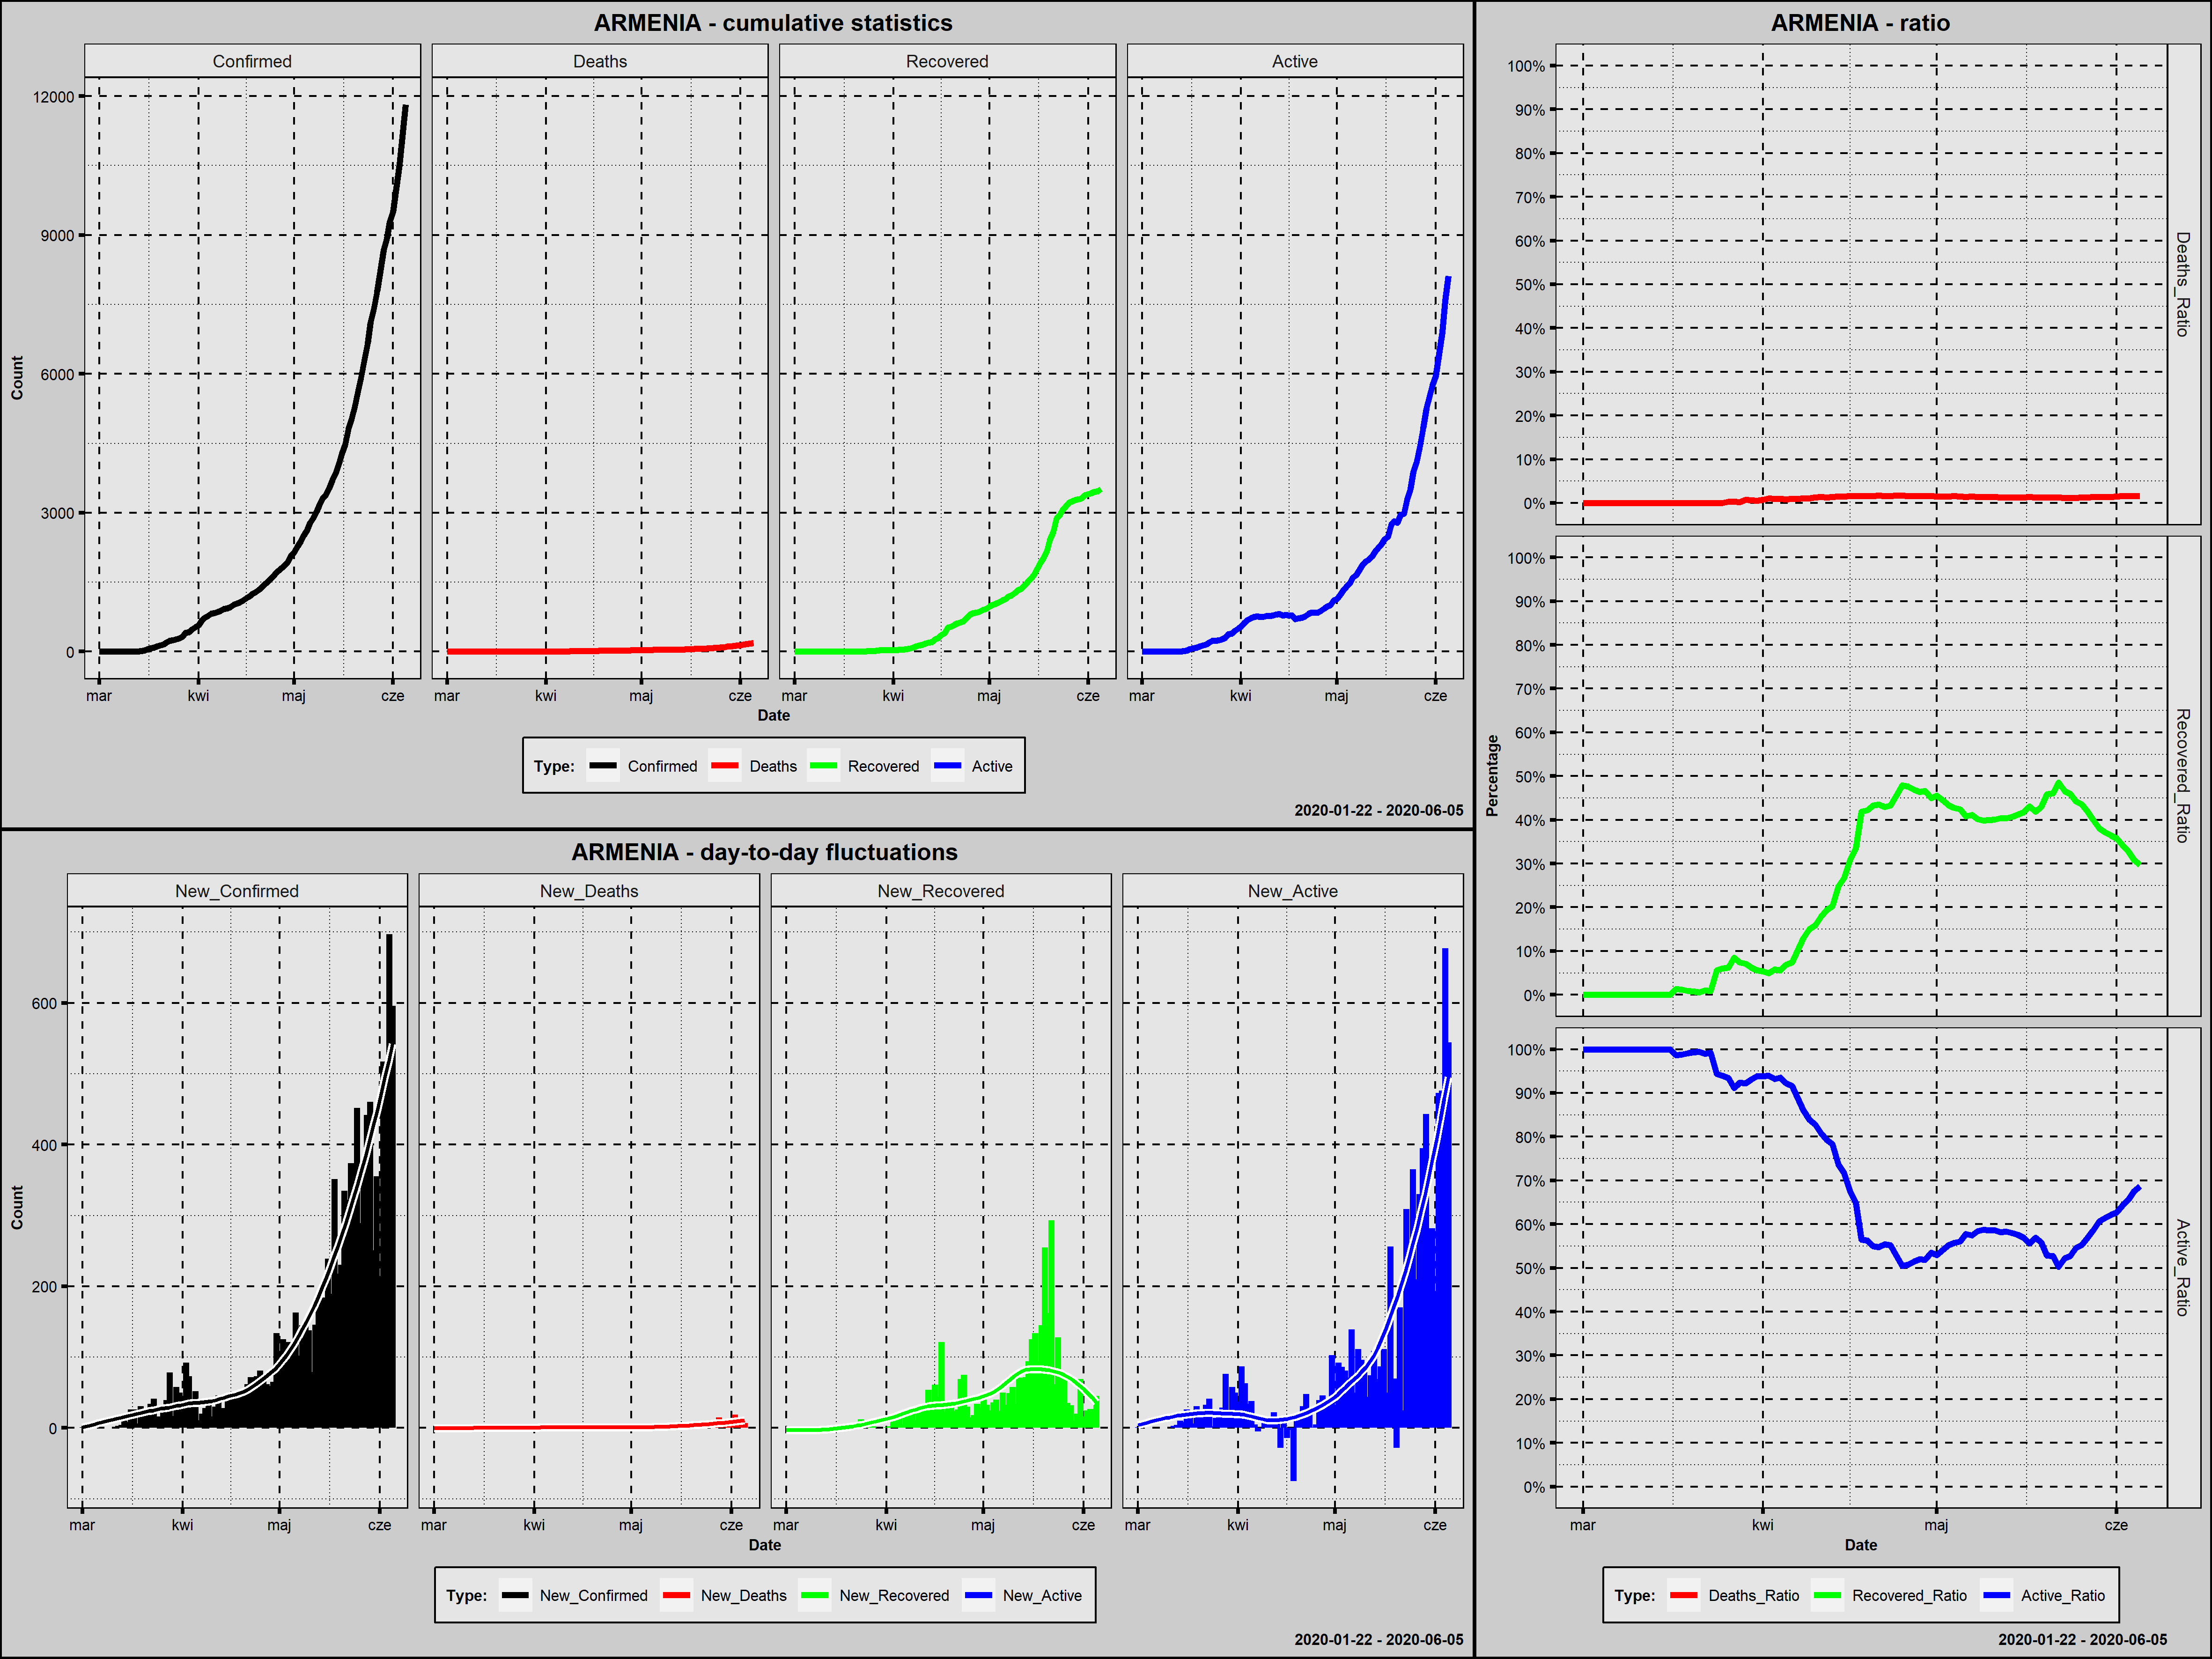 ARMENIA - cumulative statistics
Confirmed Deaths Recovered Active
Count
12000
9000
6000
3000
0
mar kwi maj cze mar kwi maj cze mar kwi maj cze mar kwi maj cze
Date
Type: Confirmed Deaths Recovered Active
2020-01-22 - 2020-06-05
ARMENIA - day-to-day fluctuations
New_Confirmed New_Deaths New_Recovered New_Active
Count
600
400
200
0
mar kwi maj cze mar kwi maj cze mar kwi maj cze mar kwi maj cze
Date
Type: New_Confirmed New_Deaths New_Recovered New_Active
2020-01-22 - 2020-06-05
ARMENIA - ratio
Percentage
100%
90%
80%
70%
60%
50%
40%
30%
20%
10%
0%
Deaths_Ratio
100%
90%
80%
70%
60%
50%
40%
30%
20%
10%
0%
Recovered_Ratio
100%
90%
80%
70%
60%
50%
40%
30%
20%
10%
0%
Active_Ratio
mar kwi maj cze
Date
Type: Deaths_Ratio Recovered_Ratio Active_Ratio
2020-01-22 - 2020-06-05